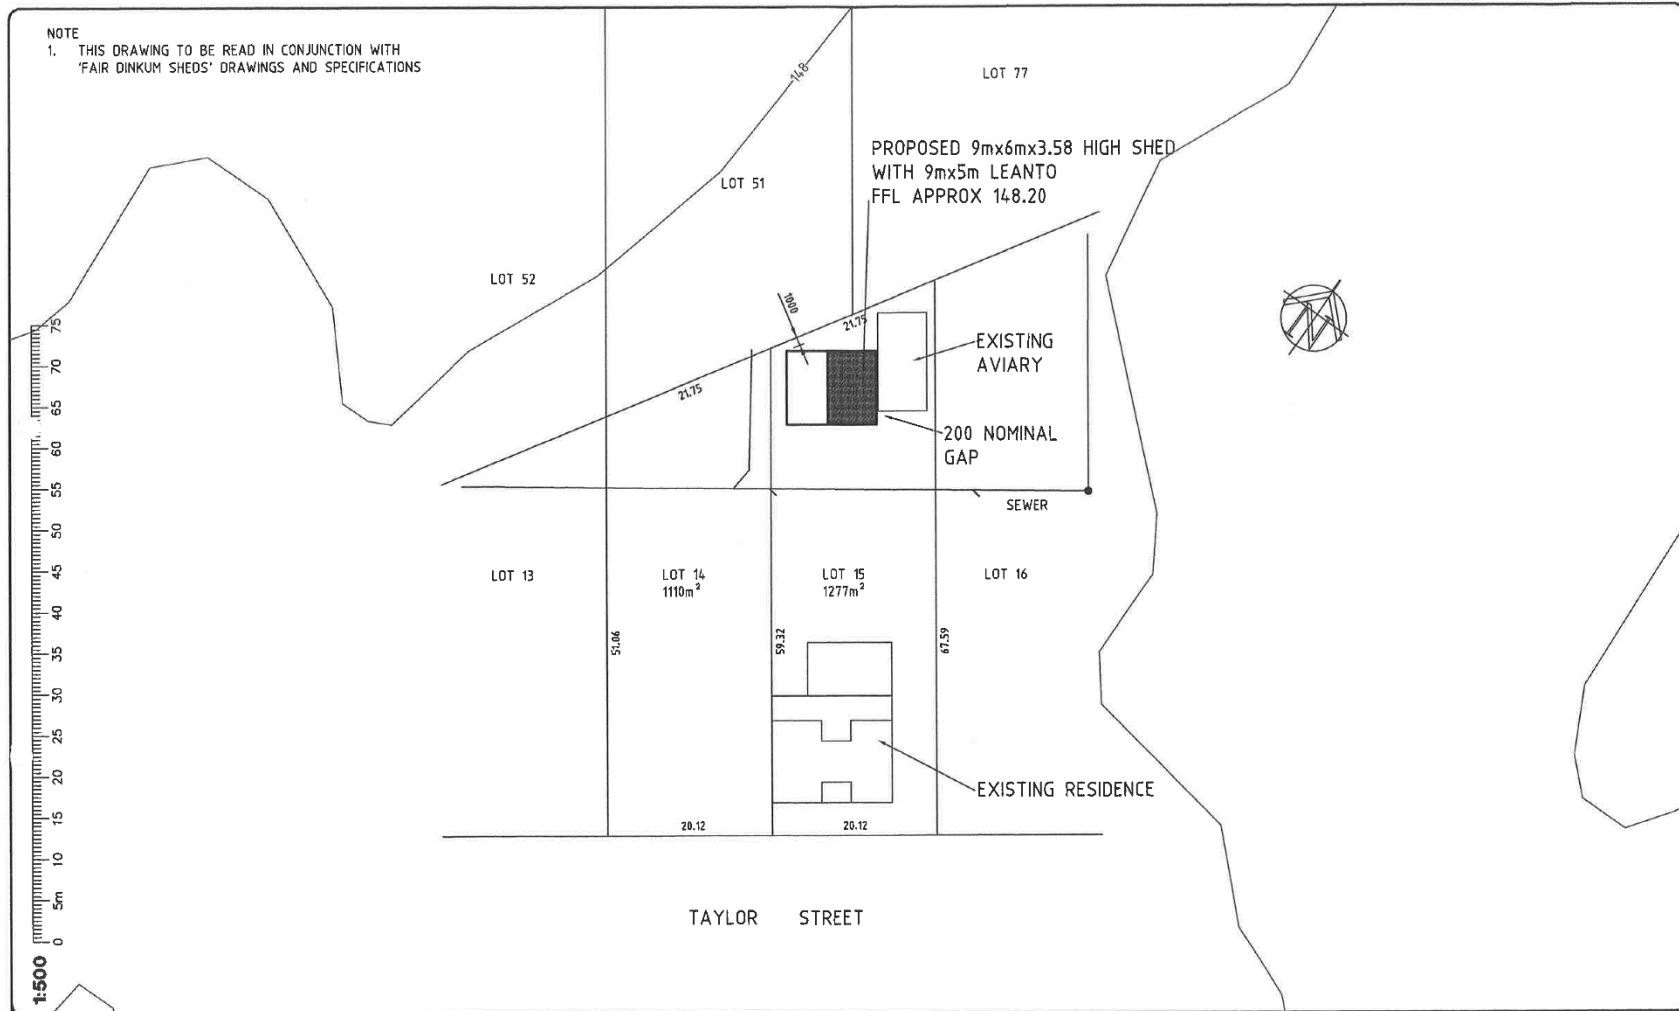 NOTE
1. THIS DRAWING TO BE READ IN CONJUNCTION WITH
'FAIR DINKUM SHEDS' DRAWINGS AND SPECIFICATIONS
148
LOT 77
PROPOSED 9mx6mx3.58 HIGH SHED
WITH 9mx5m LEANTO
FFL APPROX 148.20
LOT 51
LOT 52
1000
21.75
21.75
EXISTING
AVIARY
200 NOMINAL
GAP
SEWER
LOT 13
LOT 14
1110m²
LOT 15
1277m²
LOT 16
51.06
59.32
67.59
EXISTING RESIDENCE
20.12
20.12
TAYLOR STREET
75
70
65
60
55
50
45
40
35
30
25
20
15
10
5m
0
1:500
N